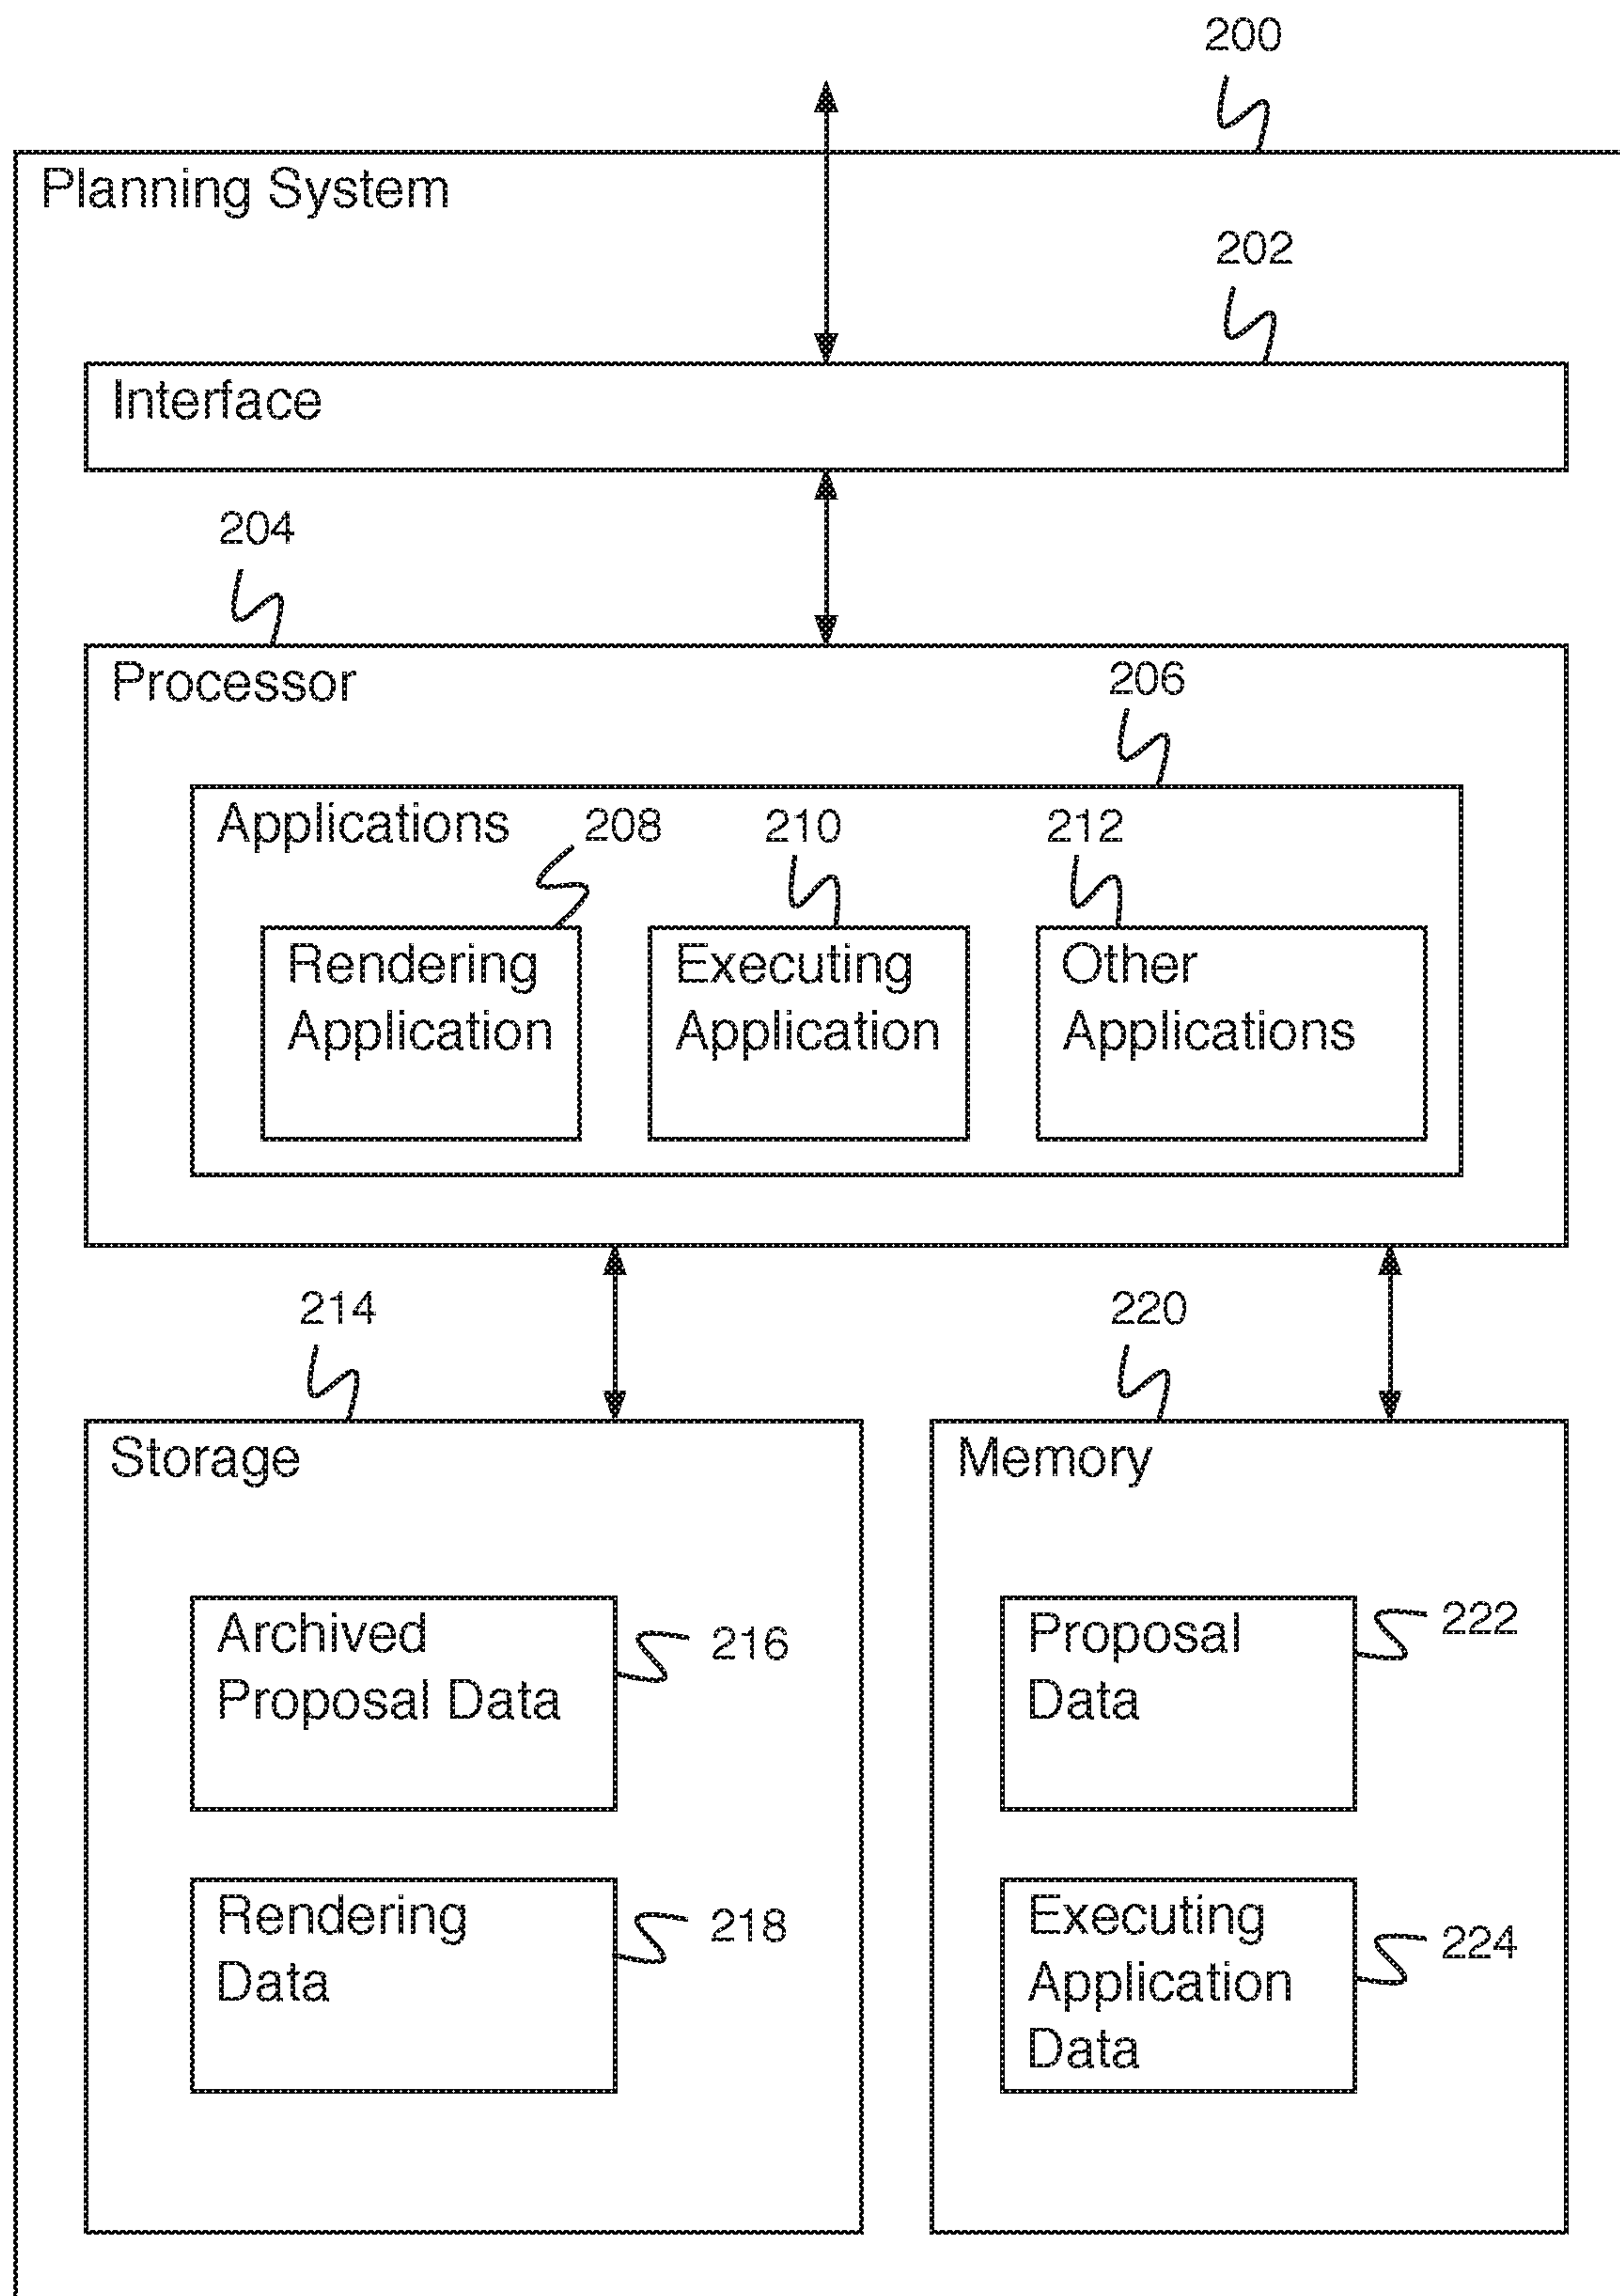 200
Planning System
202
Interface
204
Processor
206
Applications
208
210
212
Rendering
Application
Executing
Application
Other
Applications
214
220
Storage
Memory
Archived
Proposal Data
216
Proposal
Data
222
Rendering
Data
218
Executing
Application
Data
224